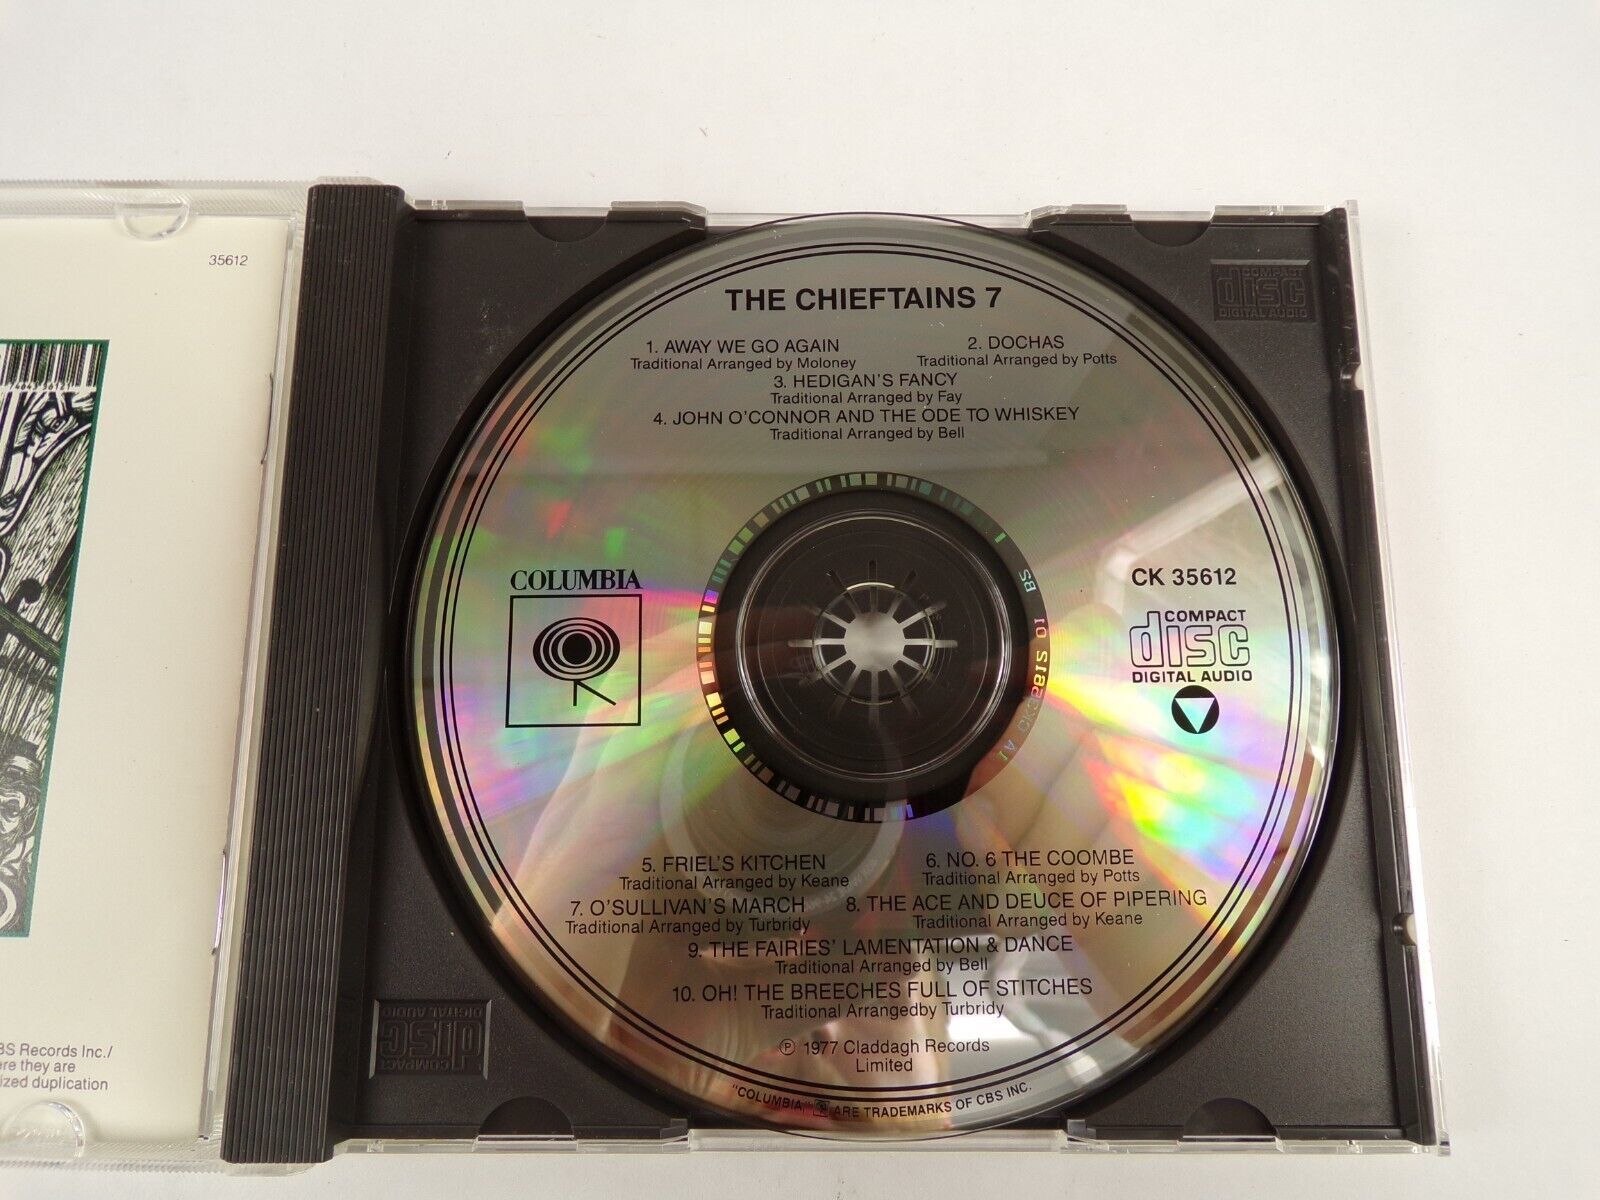 35612
BS Records Inc./
ere they are
ized duplication
THE CHIEFTAINS 7
1. AWAY WE GO AGAIN
Traditional Arranged by Moloney
2. DOCHAS
Traditional Arranged by Potts
3. HEDIGAN'S FANCY
Traditional Arranged by Fay
4. JOHN O'CONNOR AND THE ODE TO WHISKEY
Traditional Arranged by Bell
COLUMBIA
CK 35612
COMPACT
disc
DIGITAL AUDIO
5. FRIEL'S KITCHEN
Traditional Arranged by Keane
6. NO. 6 THE COOMBE
Traditional Arranged by Potts
7. O'SULLIVAN'S MARCH
Traditional Arranged by Turbridy
8. THE ACE AND DEUCE OF PIPERING
Traditional Arranged by Keane
9. THE FAIRIES' LAMENTATION & DANCE
Traditional Arranged by Bell
10. OH! THE BREECHES FULL OF STITCHES
Traditional Arrangedby Turbridy
℗ 1977 Claddagh Records
Limited
"COLUMBIA" ARE TRADEMARKS OF CBS INC.
COMPACT
disc
DIGITAL AUDIO
COMPACT
disc
DIGITAL AUDIO